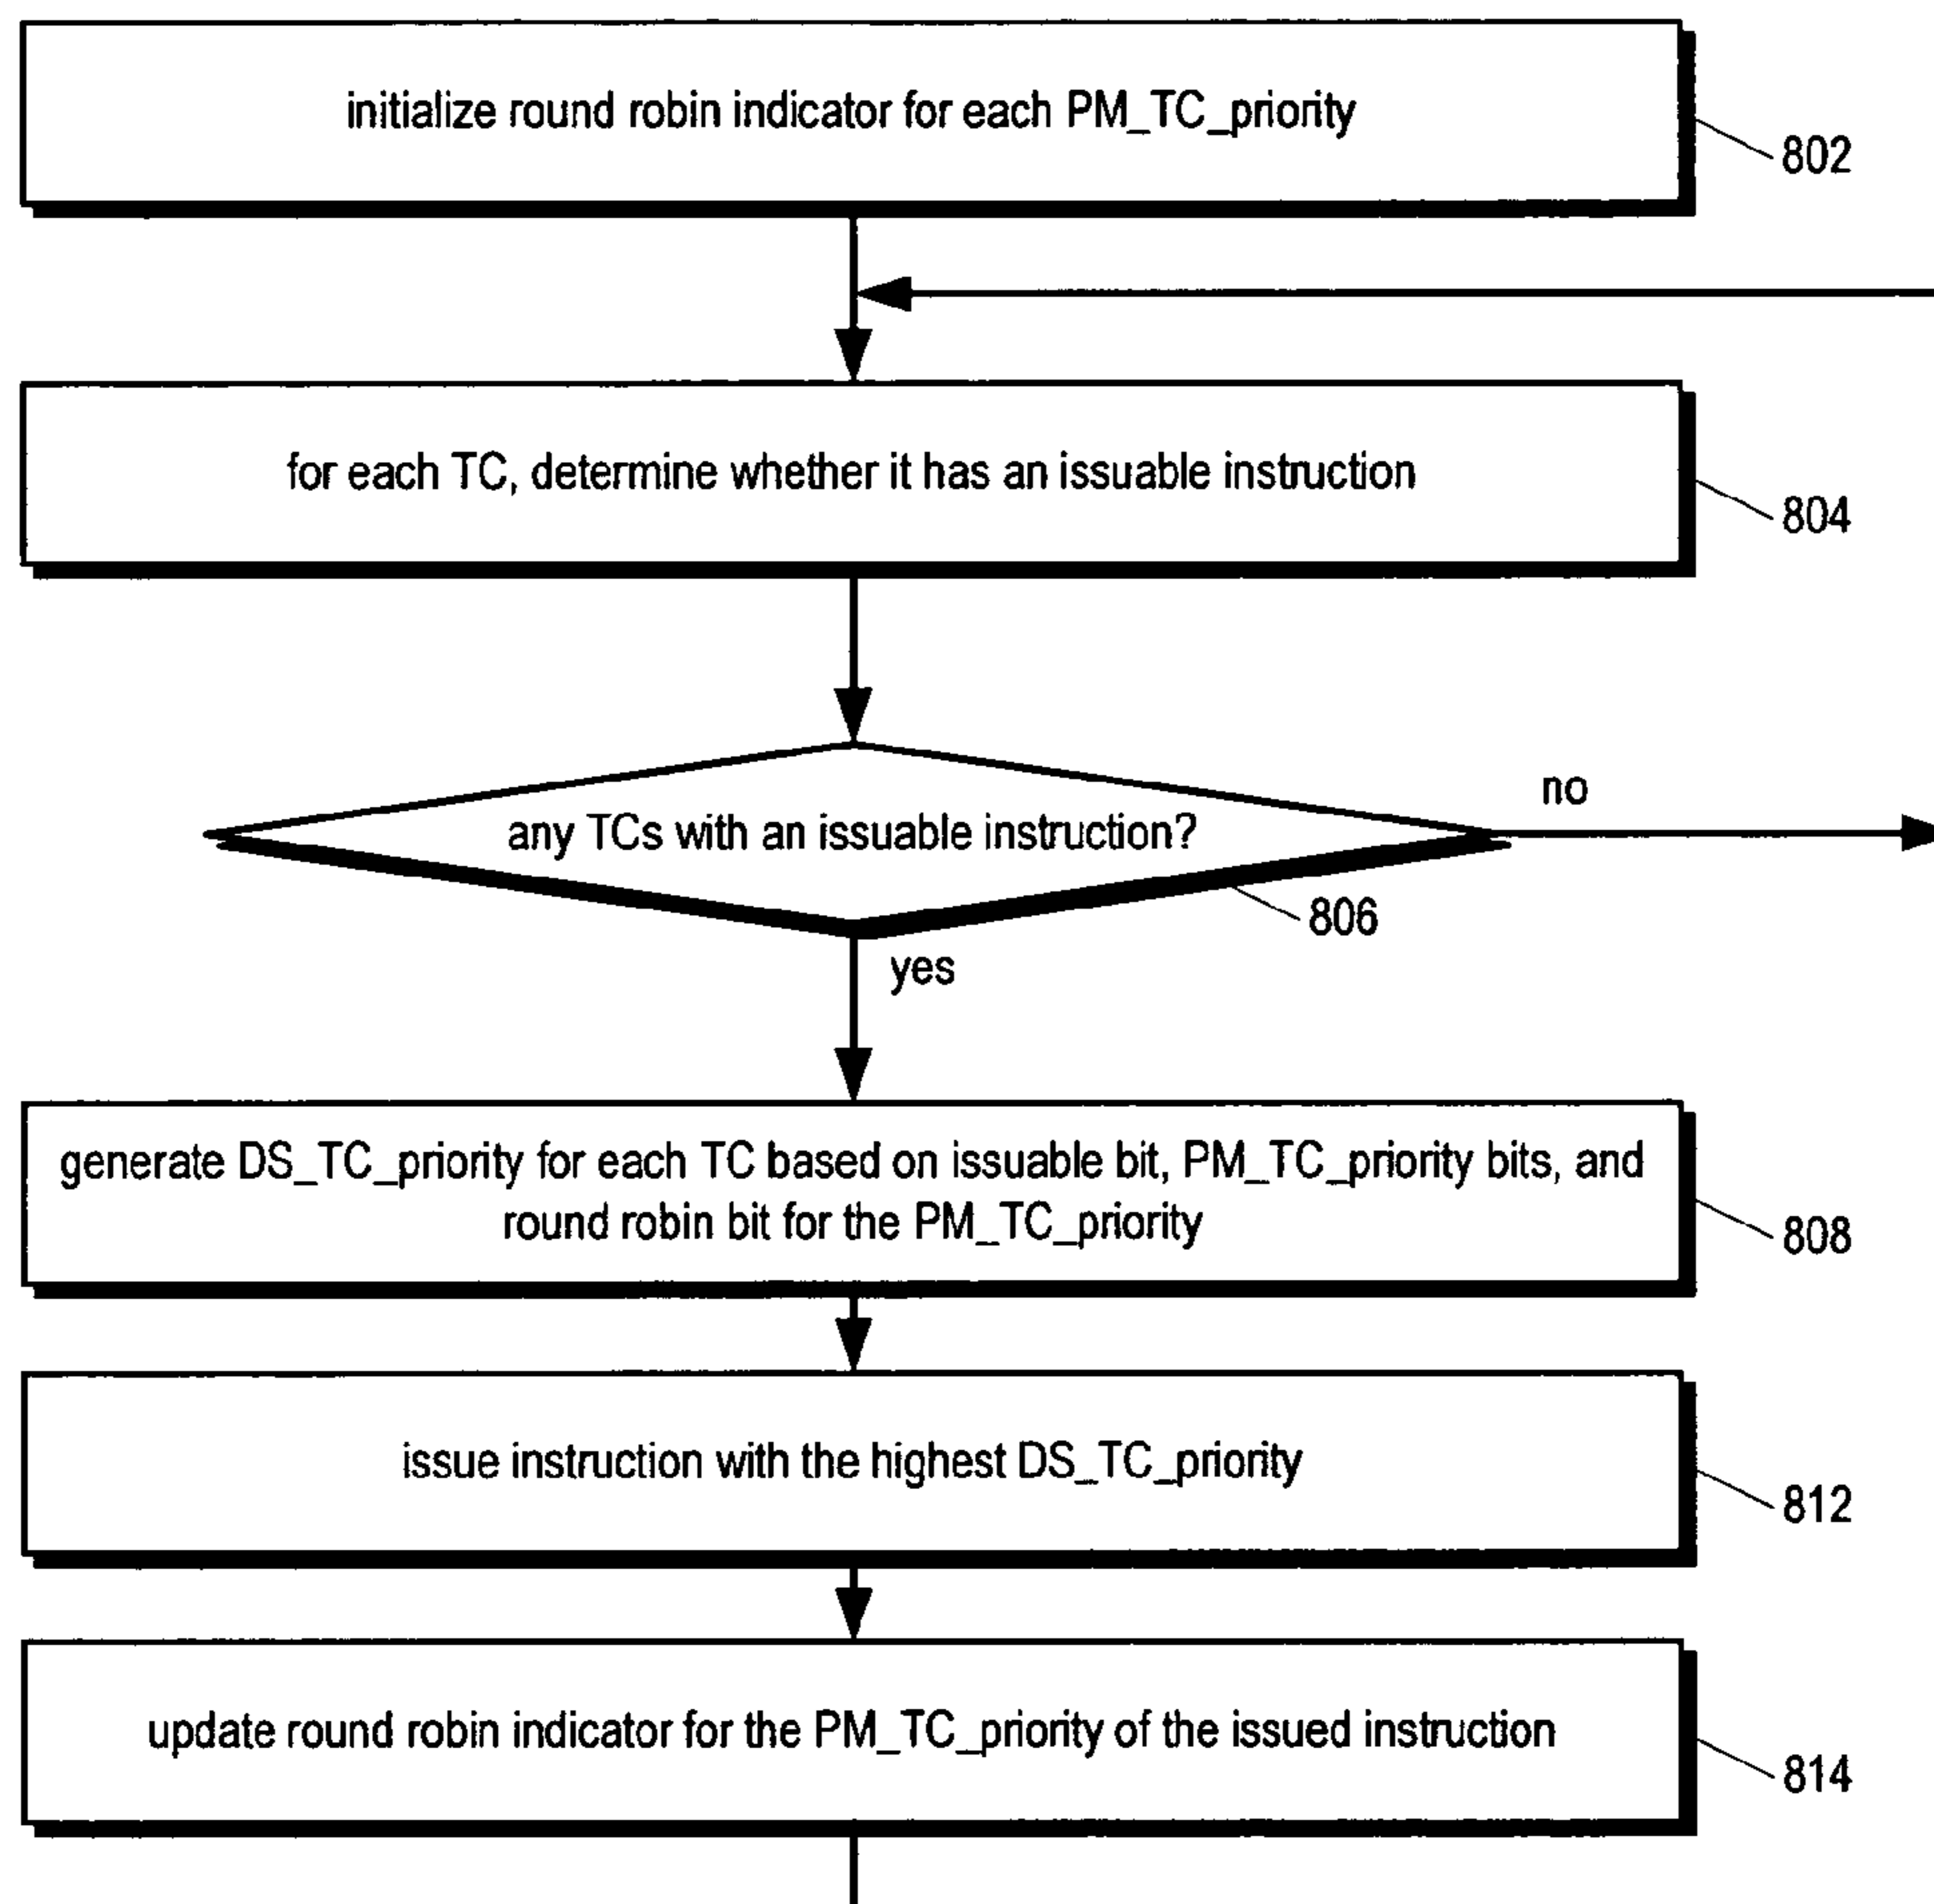 initialize round robin indicator for each PM_TC_priority
802
for each TC, determine whether it has an issuable instruction
804
no
any TCs with an issuable instruction?
806
yes
generate DS_TC_priority for each TC based on issuable bit, PM_TC_priority bits, and
round robin bit for the PM_TC_priority
808
issue instruction with the highest DS_TC_priority
812
update round robin indicator for the PM_TC_priority of the issued instruction
814